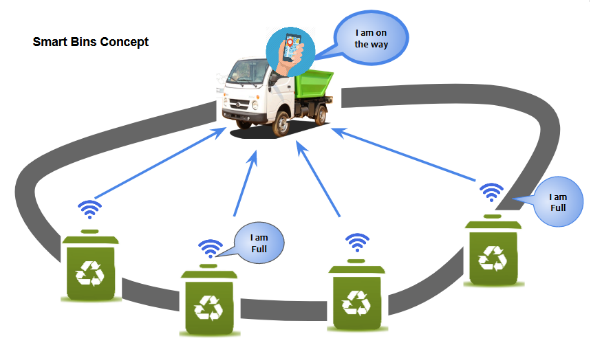 Smart Bins Concept
I am on
the way
I am
Full
I am
Full